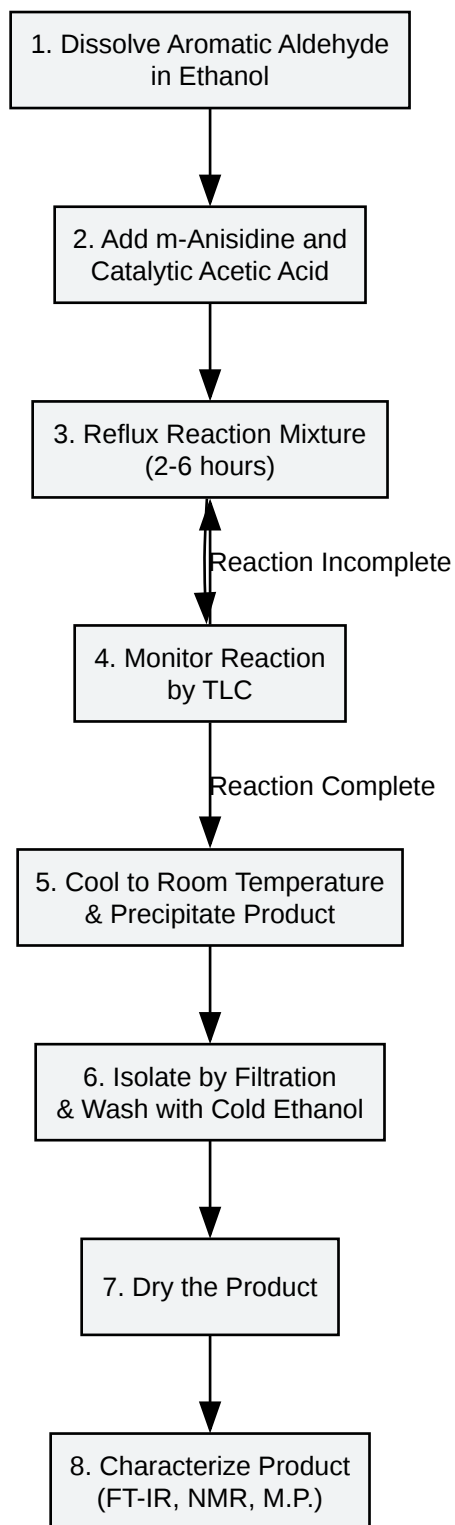 1. Dissolve Aromatic Aldehyde
in Ethanol
2. Add m-Anisidine and
Catalytic Acetic Acid
3. Reflux Reaction Mixture
(2-6 hours)
Reaction Incomplete
4. Monitor Reaction
by TLC
Reaction Complete
5. Cool to Room Temperature
& Precipitate Product
6. Isolate by Filtration
& Wash with Cold Ethanol
7. Dry the Product
8. Characterize Product
(FT-IR, NMR, M.P.)